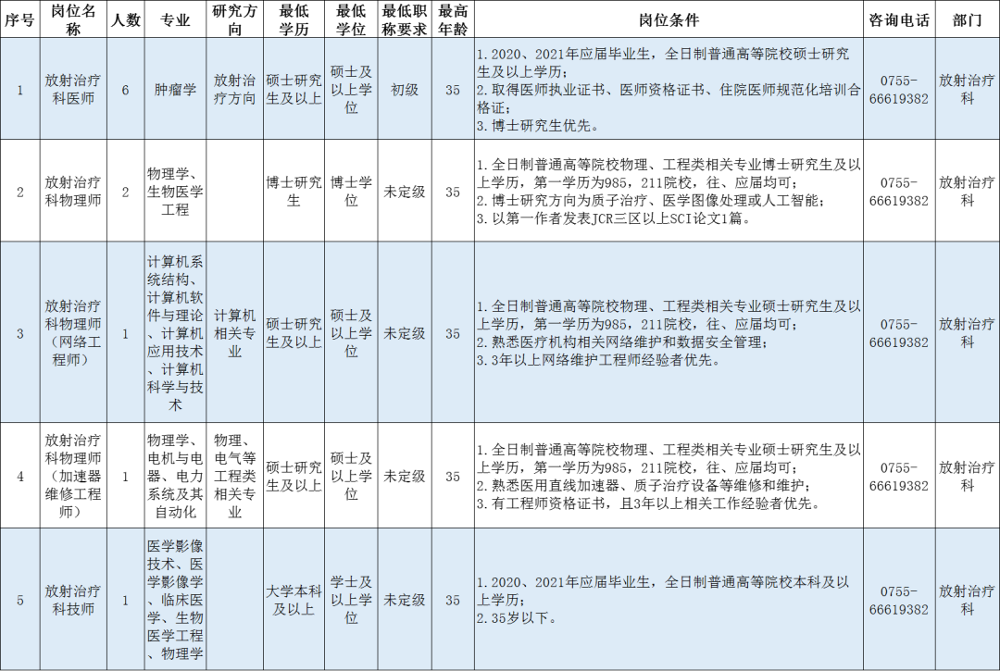 序号
岗位名
称
人数
专业
研究方
向
最低
学历
最低
学位
最低职
称要求
最高
年龄
岗位条件
咨询电话
部门
1
放射治疗
科医师
6
肿瘤学
放射治
疗方向
硕士研究
生及以上
硕士及
以上学
位
初级
35
1.2020、2021年应届毕业生，全日制普通高等院校硕士研究
生及以上学历；
2.取得医师执业证书、医师资格证书、住院医师规范化培训合
格证；
3.博士研究生优先。
0755-
66619382
放射治疗
科
2
放射治疗
科物理师
2
物理学、
生物医学
工程
博士研究
生
博士学
位
未定级
35
1.全日制普通高等院校物理、工程类相关专业博士研究生及以
上学历，第一学历为985，211院校，往、应届均可；
2.博士研究方向为质子治疗、医学图像处理或人工智能；
3.以第一作者发表JCR三区以上SCI论文1篇。
0755-
66619382
放射治疗
科
3
放射治疗
科物理师
（网络工
程师）
1
计算机系
统结构、
计算机软
件与理论
、计算机
应用技术
、计算机
科学与技
术
计算机
相关专
业
硕士研究
生及以上
硕士及
以上学
位
未定级
35
1.全日制普通高等院校物理、工程类相关专业硕士研究生及以
上学历，第一学历为985，211院校，往、应届均可；
2.熟悉医疗机构相关网络维护和数据安全管理；
3.3年以上网络维护工程师经验者优先。
0755-
66619382
放射治疗
科
4
放射治疗
科物理师
（加速器
维修工程
师）
1
物理学、
电机与电
器、电力
系统及其
自动化
物理、
电气等
工程类
相关专
业
硕士研究
生及以上
硕士及
以上学
位
未定级
35
1.全日制普通高等院校物理、工程类相关专业硕士研究生及以
上学历，第一学历为985，211院校，往、应届均可；
2.熟悉医用直线加速器、质子治疗设备等维修和维护；
3.有工程师资格证书，且3年以上相关工作经验者优先。
0755-
66619382
放射治疗
科
5
放射治疗
科技师
1
医学影像
技术、医
学影像学
、临床医
学、生物
医学工程
、物理学
大学本科
及以上
学士及
以上学
位
未定级
35
1.2020、2021年应届毕业生，全日制普通高等院校本科及以
上学历；
2.35岁以下。
0755-
66619382
放射治疗
科